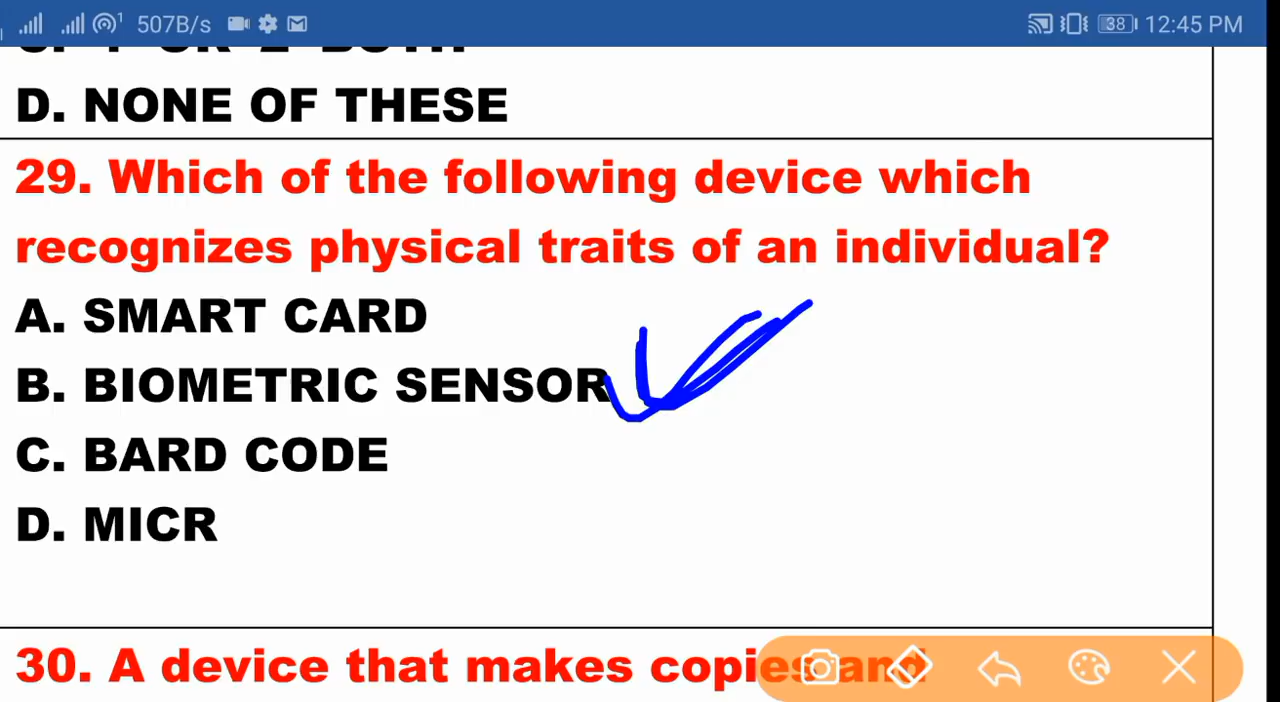 507B/s 38 12:45 PM
D. NONE OF THESE
29. Which of the following device which
recognizes physical traits of an individual?
A. SMART CARD
B. BIOMETRIC SENSOR
C. BARD CODE
D. MICR
30. A device that makes copies and